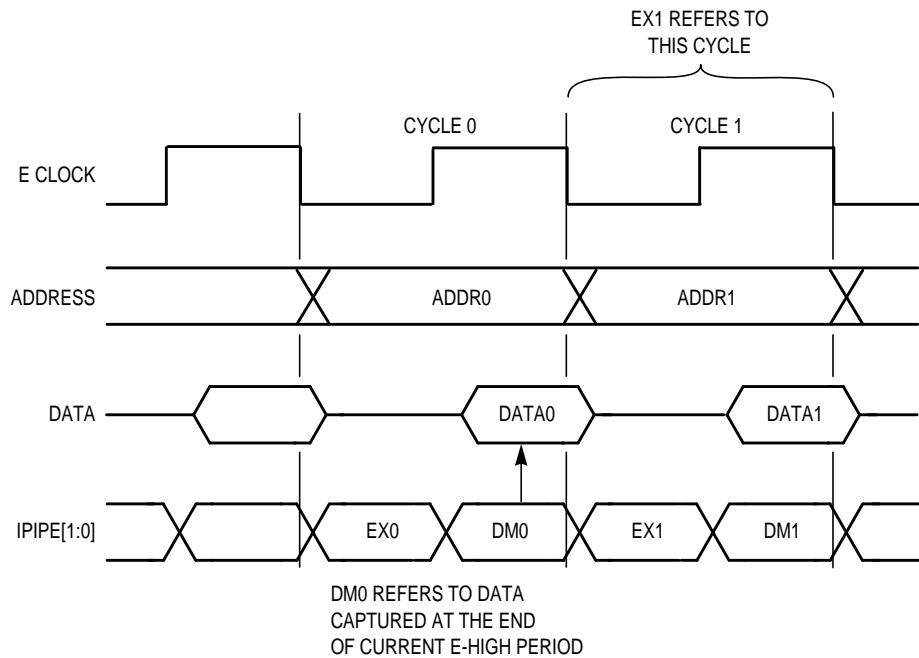 EX1 REFERS TO
THIS CYCLE
CYCLE 0
CYCLE 1
E CLOCK
ADDRESS
ADDR0
ADDR1
DATA
DATA0
DATA1
IPIPE[1:0]
EX0
DM0
EX1
DM1
DM0 REFERS TO DATA
CAPTURED AT THE END
OF CURRENT E-HIGH PERIOD